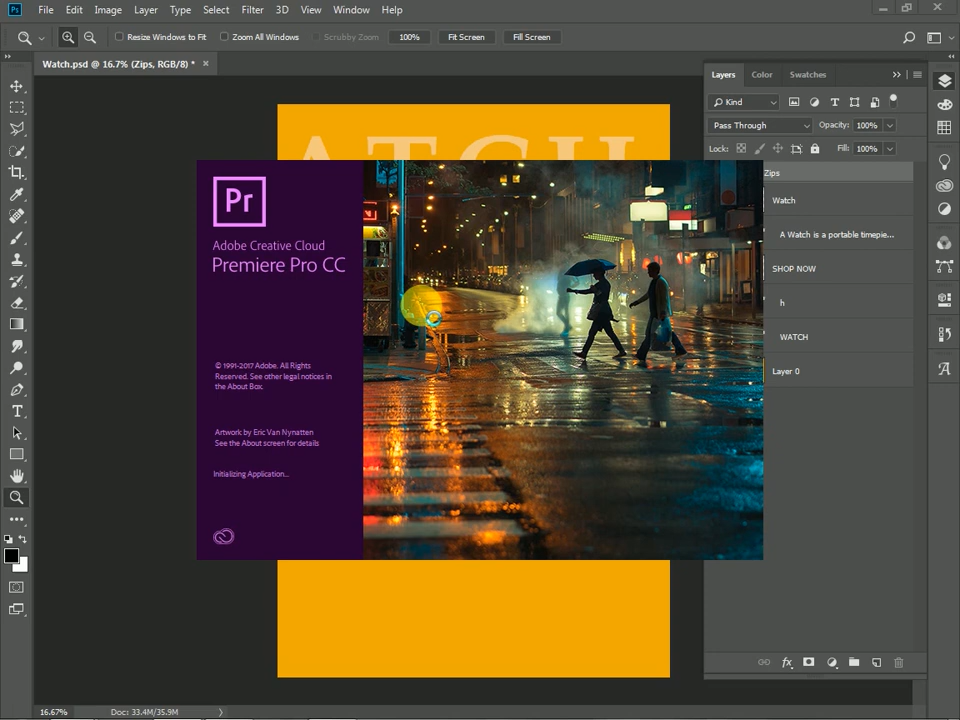 Ps File Edit Image Layer Type Select Filter 3D View Window Help
Resize Windows to Fit Zoom All Windows Scrubby Zoom 100% Fit Screen Fill Screen
Watch.psd @ 16.7% (Zips, RGB/8) * ×
Layers Color Swatches
Kind
Pass Through Opacity: 100%
Lock: Fill: 100%
ATCH
Zips
Watch
A Watch is a portable timepie...
SHOP NOW
h
WATCH
Layer 0
Pr
Adobe Creative Cloud
Premiere Pro CC
© 1991-2017 Adobe. All Rights
Reserved. See other legal notices in
the About Box.
Artwork by Eric Van Nynatten
See the About screen for details
Initializing Application...
16.67% Doc: 33.4M/35.9M